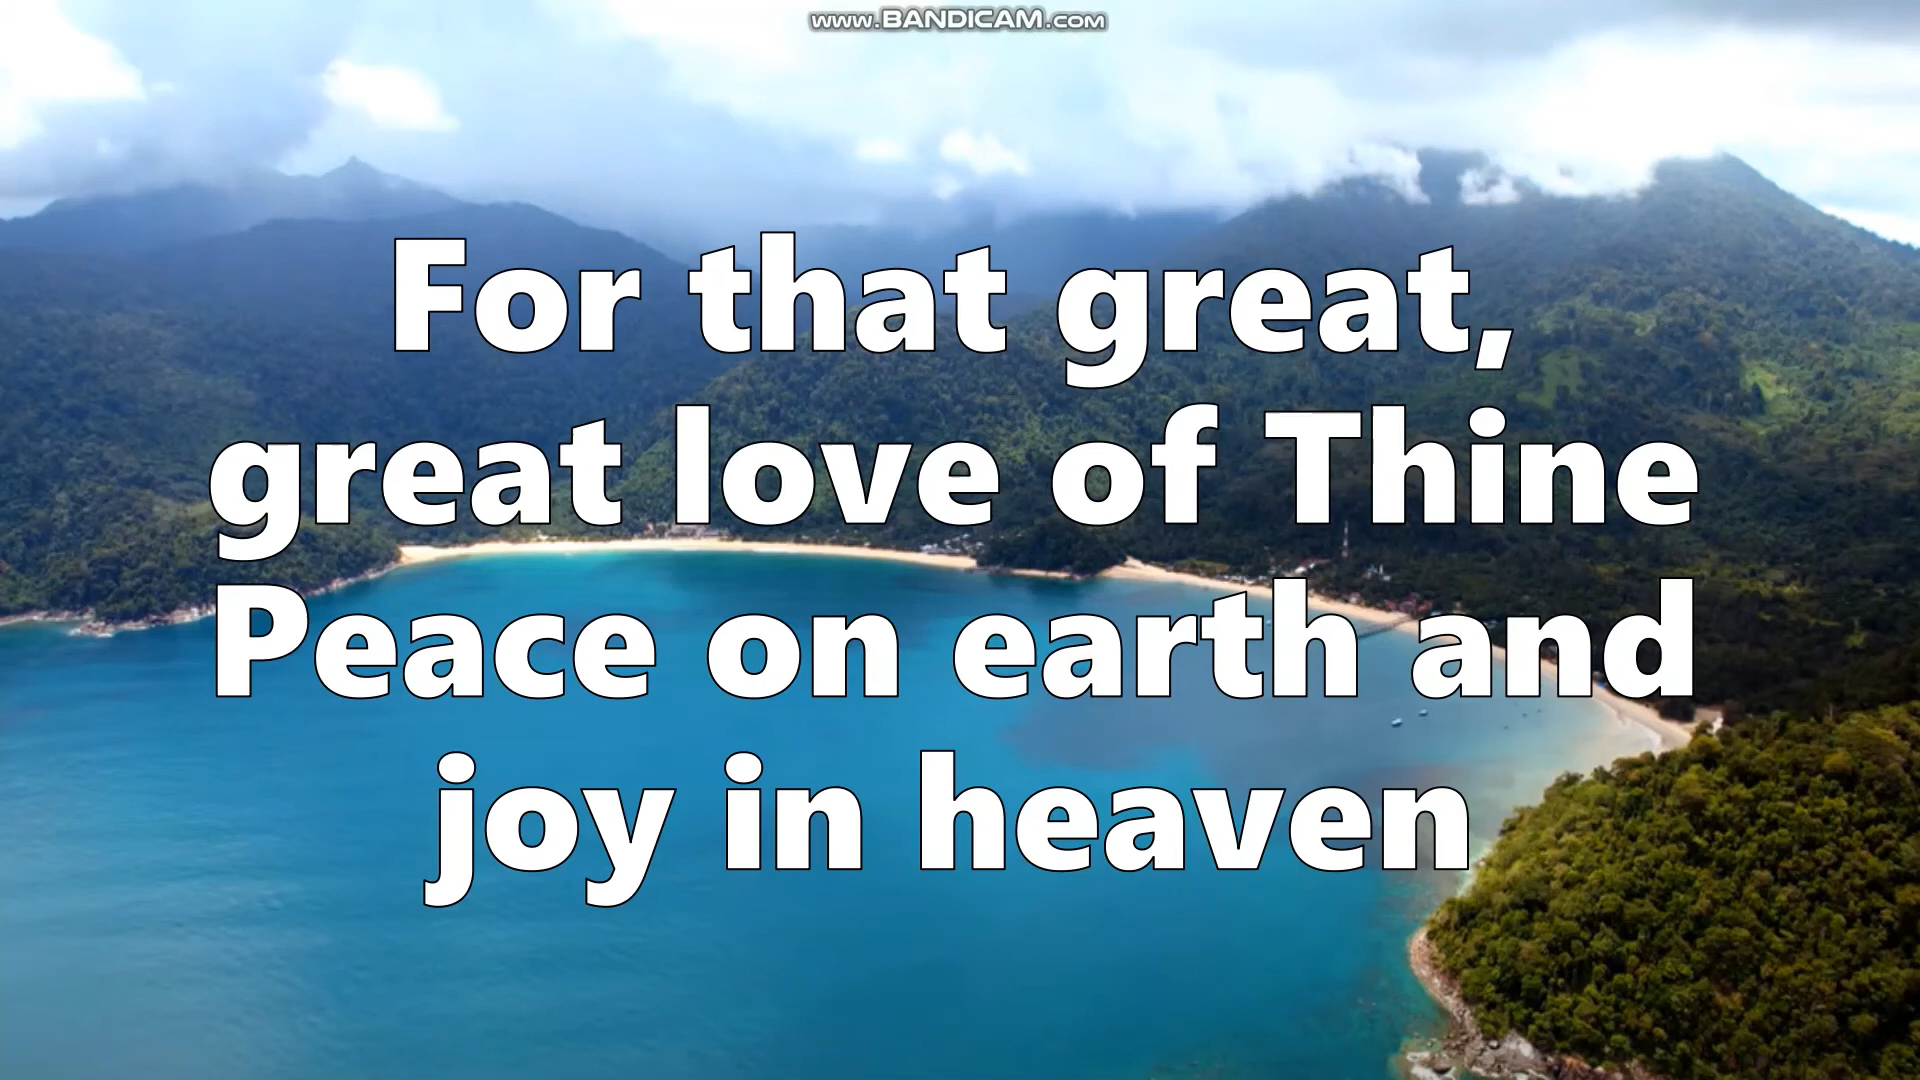 www.BANDICAM.com
For that great,
great love of Thine
Peace on earth and
joy in heaven